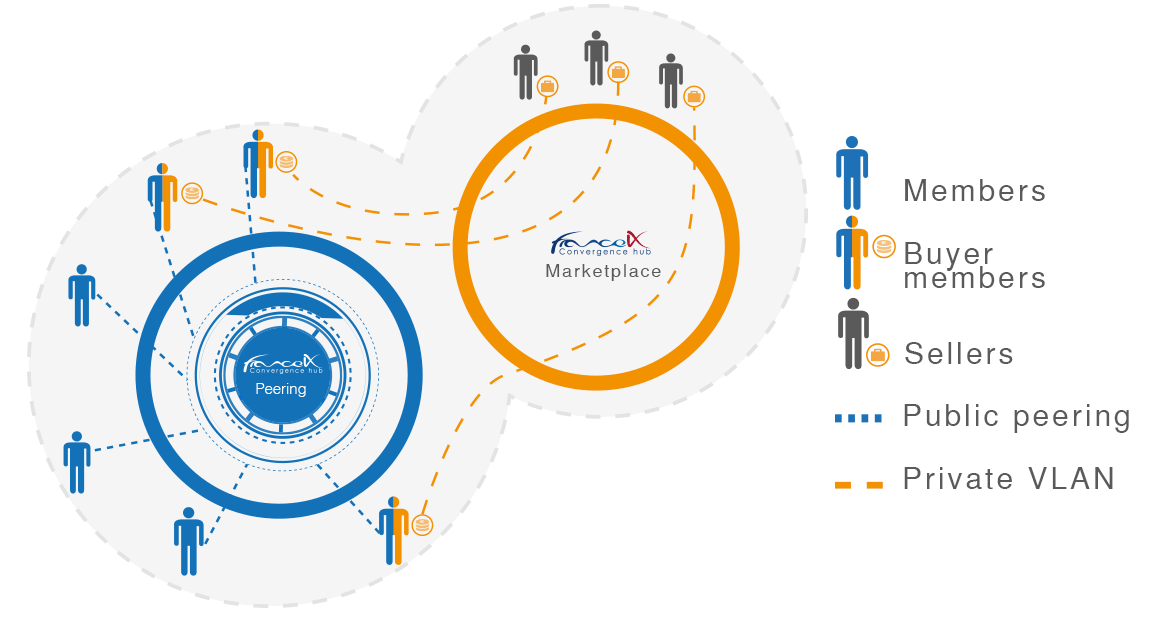 FranceIX
Convergence hub
Marketplace
FranceIX
Convergence hub
Peering
Members
Buyer
members
Sellers
Public peering
Private VLAN